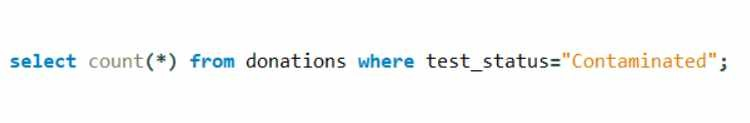 select count(*) from donations where test_status="Contaminated";